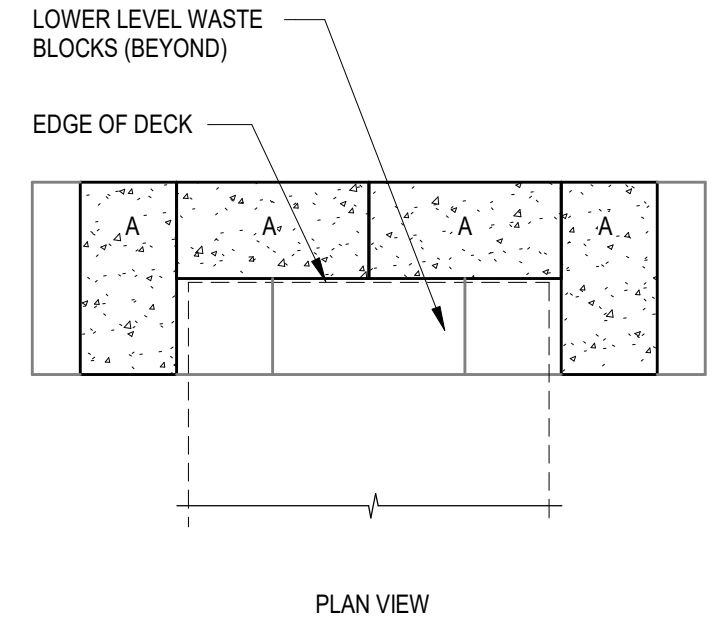 LOWER LEVEL WASTE
BLOCKS (BEYOND)
EDGE OF DECK
A A A A
PLAN VIEW